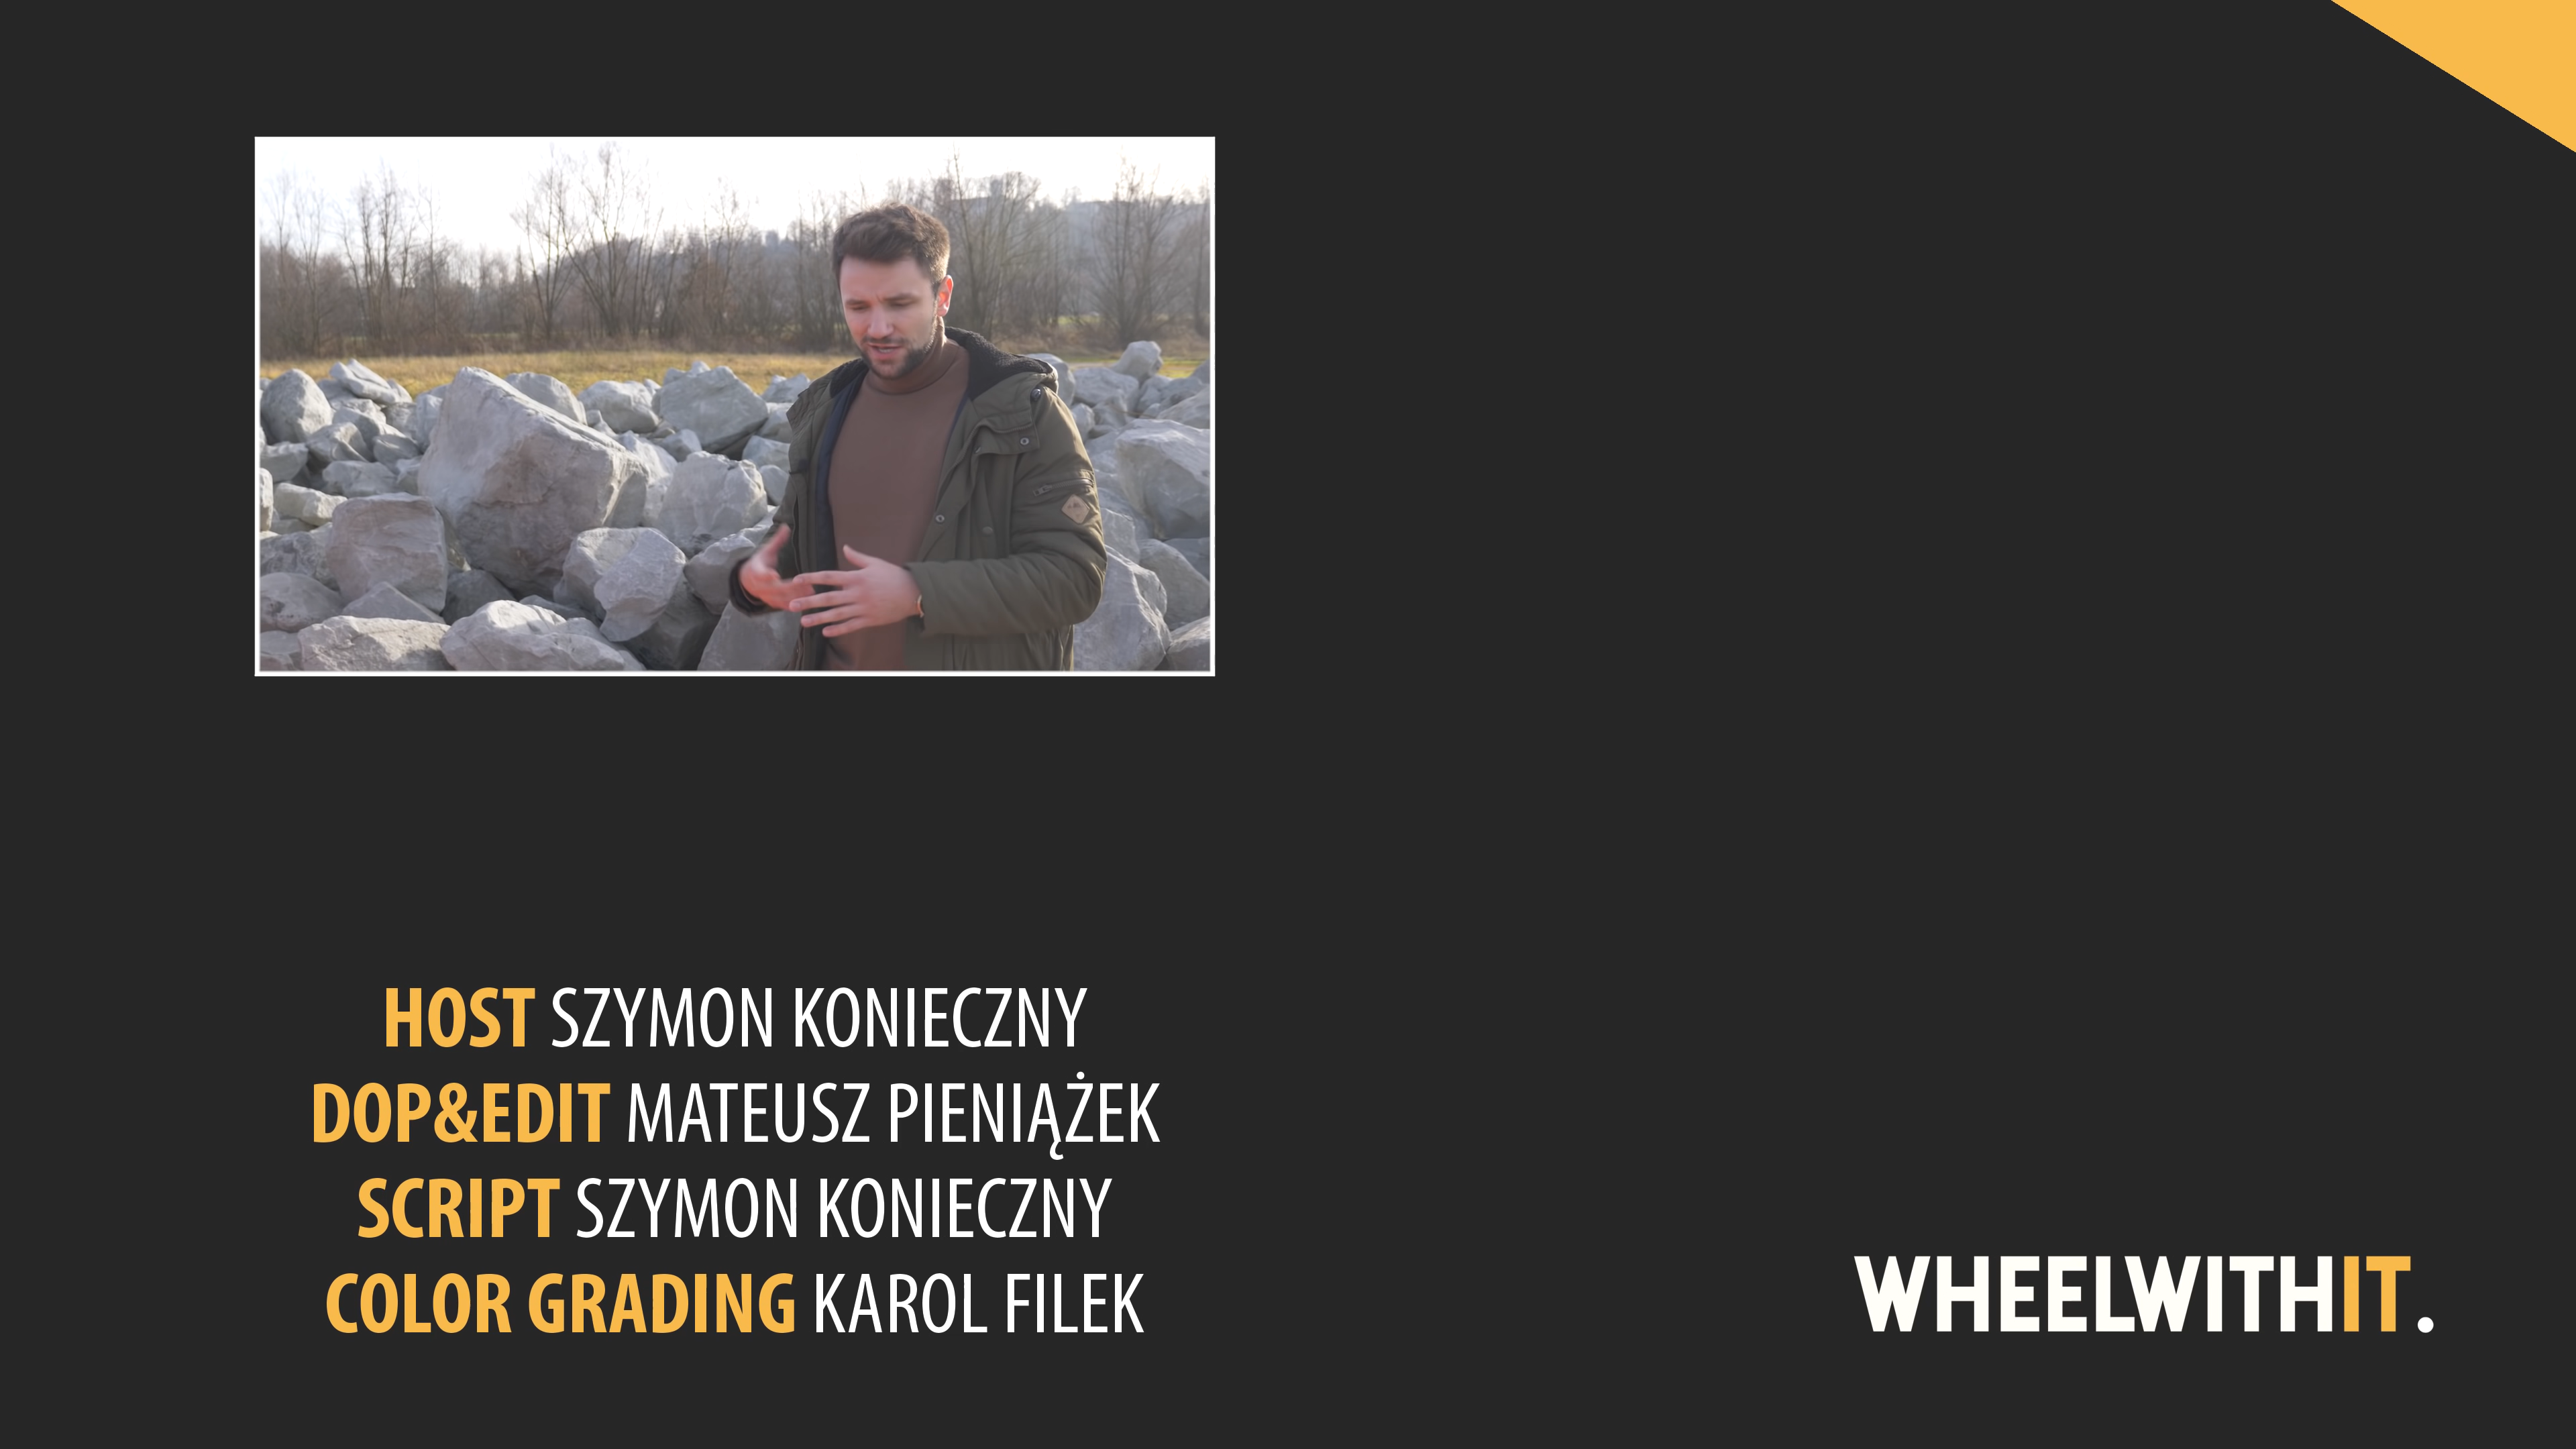 HOST SZYMON KONIECZNY
DOP&EDIT MATEUSZ PIENIĄŻEK
SCRIPT SZYMON KONIECZNY
COLOR GRADING KAROL FILEK
WHEELWITHIT.